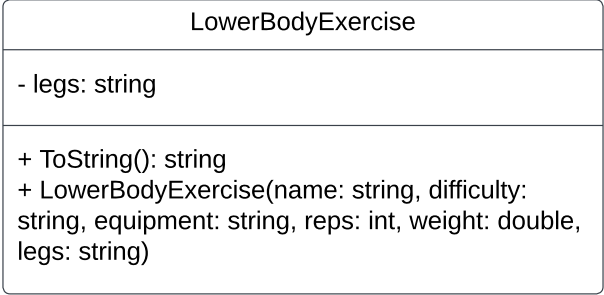 LowerBodyExercise
- legs: string
+ ToString(): string
+ LowerBodyExercise(name: string, difficulty:
string, equipment: string, reps: int, weight: double,
legs: string)